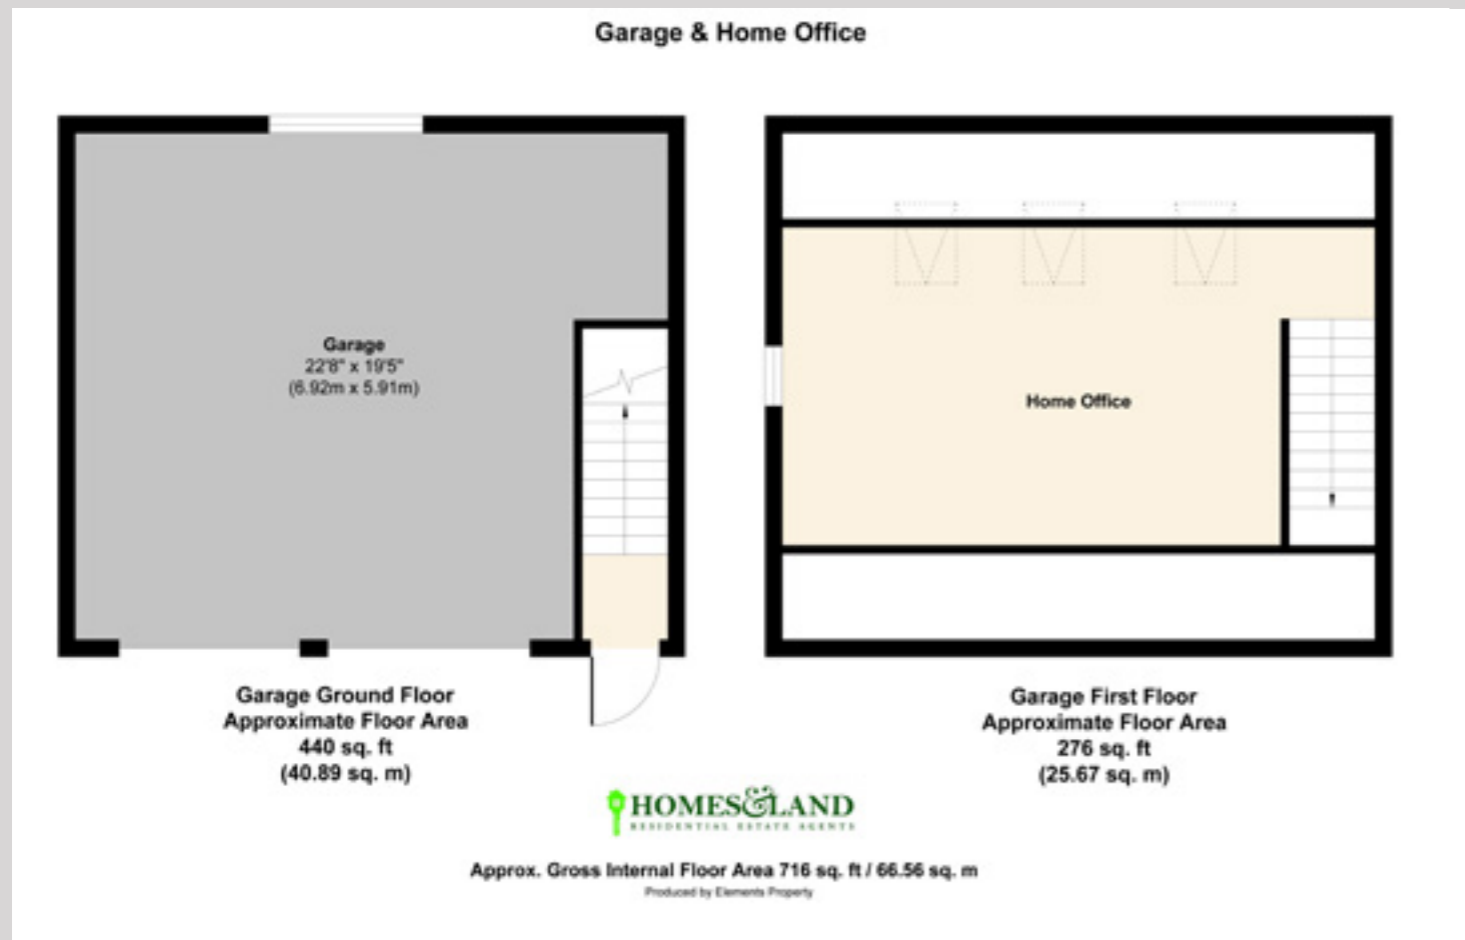 Garage & Home Office
Garage
22'8" x 19'5"
(6.92m x 5.91m)
Home Office
Garage Ground Floor
Approximate Floor Area
440 sq. ft
(40.89 sq. m)
Garage First Floor
Approximate Floor Area
276 sq. ft
(25.67 sq. m)
HOMES&LAND
RESIDENTIAL ESTATE AGENTS
Approx. Gross Internal Floor Area 716 sq. ft / 66.56 sq. m
Produced by Elements Property